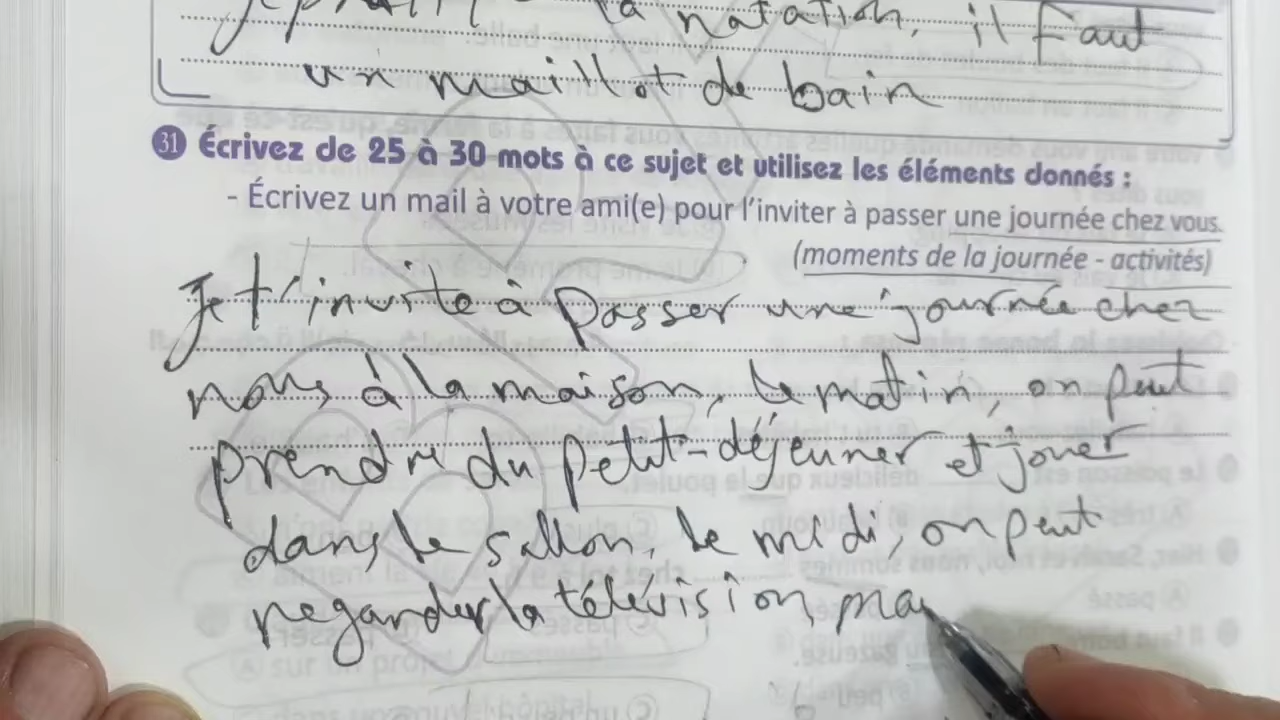 la natation, il faut
un maillot de bain
31 Écrivez de 25 à 30 mots à ce sujet et utilisez les éléments donnés :
- Écrivez un mail à votre ami(e) pour l'inviter à passer une journée chez vous.
(moments de la journée - activités)
Je t'invite à passer une journée chez
nous à la maison, le matin, on peut
prendre du petit-déjeuner et jouer
dans le sallon, le midi, on peut
regarder la télévision, ma